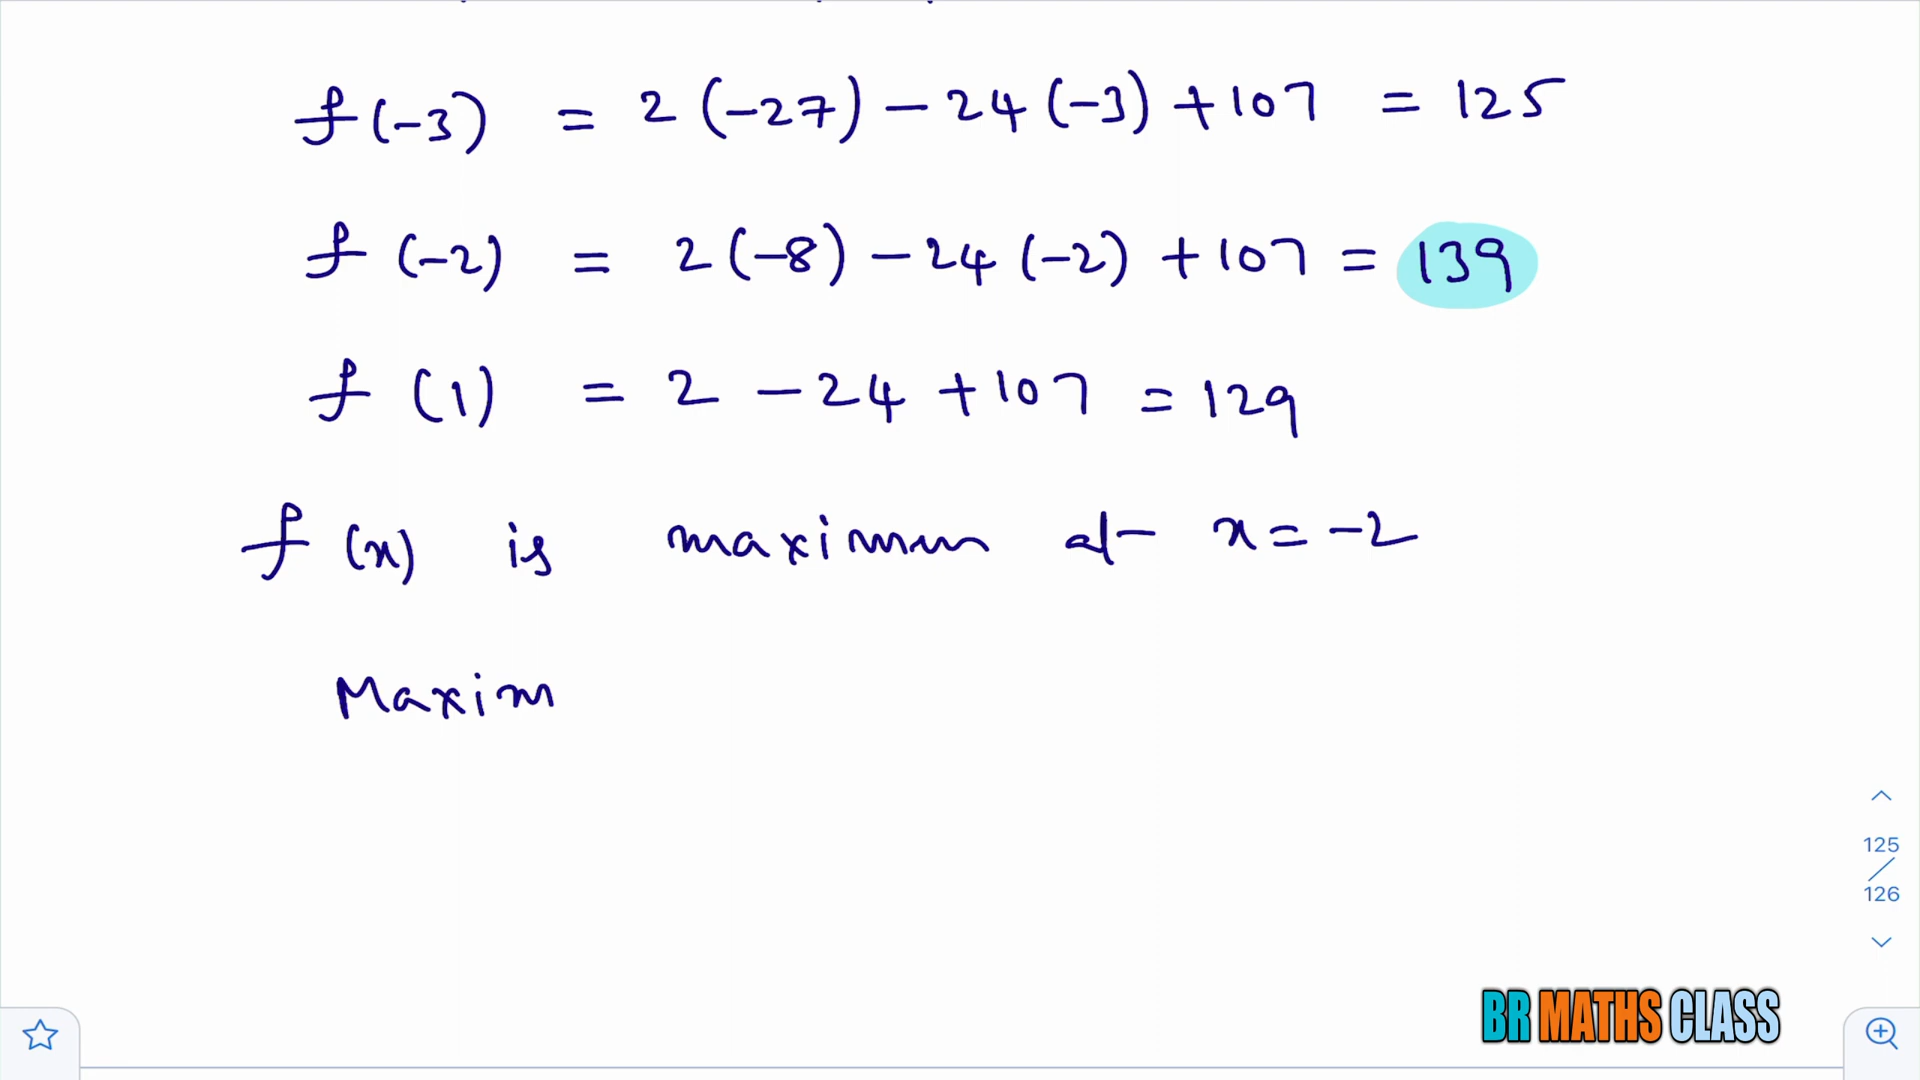 f(-3) = 2(-27) - 24(-3) + 107 = 125
f(-2) = 2(-8) - 24(-2) + 107 = 139
f(1) = 2 - 24 + 107 = 129
f(x) is maximum at x = -2
Maxim
125
126
BR MATHS CLASS